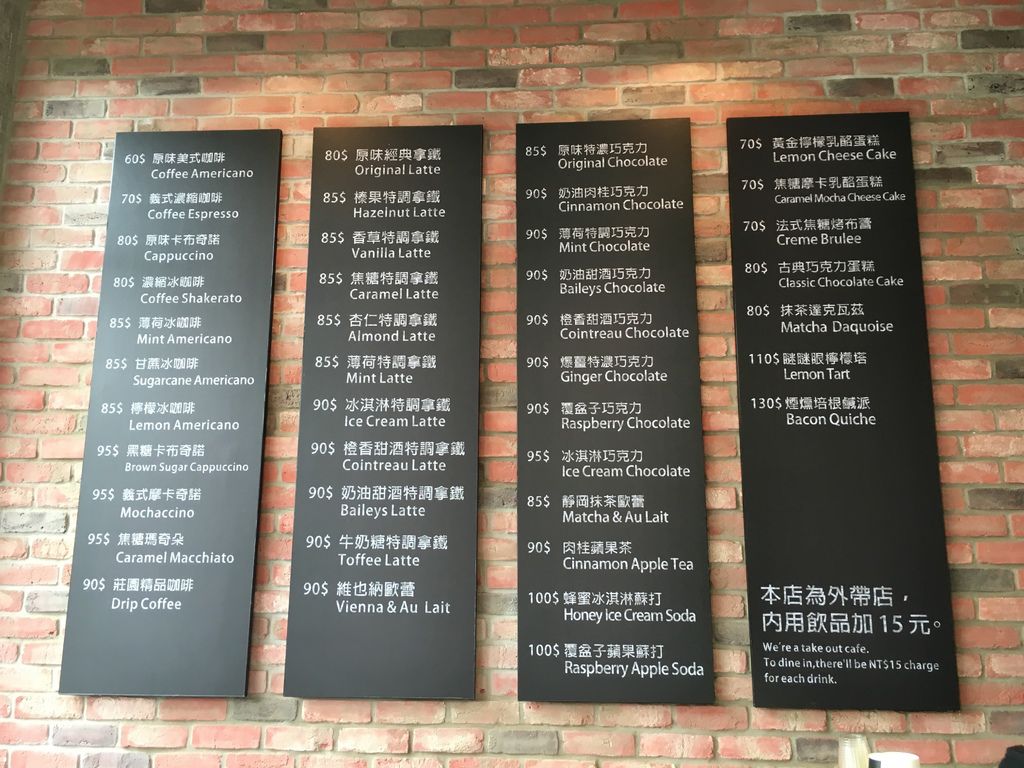 60$ 原味美式咖啡
Coffee Americano
70$ 義式濃縮咖啡
Coffee Espresso
80$ 原味卡布奇諾
Cappuccino
80$ 濃縮冰咖啡
Coffee Shakerato
85$ 薄荷冰咖啡
Mint Americano
85$ 甘蔗冰咖啡
Sugarcane Americano
85$ 檸檬冰咖啡
Lemon Americano
95$ 黑糖卡布奇諾
Brown Sugar Cappuccino
95$ 義式摩卡奇諾
Mochaccino
95$ 焦糖瑪奇朵
Caramel Macchiato
90$ 莊園精品咖啡
Drip Coffee
80$ 原味經典拿鐵
Original Latte
85$ 榛果特調拿鐵
Hazelnut Latte
85$ 香草特調拿鐵
Vanilla Latte
85$ 焦糖特調拿鐵
Caramel Latte
85$ 杏仁特調拿鐵
Almond Latte
85$ 薄荷特調拿鐵
Mint Latte
90$ 冰淇淋特調拿鐵
Ice Cream Latte
90$ 橙香甜酒特調拿鐵
Cointreau Latte
90$ 奶油甜酒特調拿鐵
Baileys Latte
90$ 牛奶糖特調拿鐵
Toffee Latte
90$ 維也納歐蕾
Vienna & Au Lait
85$ 原味特濃巧克力
Original Chocolate
90$ 奶油肉桂巧克力
Cinnamon Chocolate
90$ 薄荷特調巧克力
Mint Chocolate
90$ 奶油甜酒巧克力
Baileys Chocolate
90$ 橙香甜酒巧克力
Cointreau Chocolate
90$ 爆薑特濃巧克力
Ginger Chocolate
90$ 覆盆子巧克力
Raspberry Chocolate
95$ 冰淇淋巧克力
Ice Cream Chocolate
85$ 靜岡抹茶歐蕾
Matcha & Au Lait
90$ 肉桂蘋果茶
Cinnamon Apple Tea
100$ 蜂蜜冰淇淋蘇打
Honey ice Cream Soda
100$ 覆盆子蘋果蘇打
Raspberry Apple Soda
70$ 黃金檸檬乳酪蛋糕
Lemon Cheese Cake
70$ 焦糖摩卡乳酪蛋糕
Caramel Mocha Cheese Cake
70$ 法式焦糖烤布蕾
Creme Brulee
80$ 古典巧克力蛋糕
Classic Chocolate Cake
80$ 抹茶達克瓦茲
Matcha Daquoise
110$ 瞇瞇眼檸檬塔
Lemon Tart
130$ 煙燻培根鹹派
Bacon Quiche
本店為外帶店，
內用飲品加 15 元。
We're a take out cafe.
To dine in,there'll be NT$15 charge
for each drink.